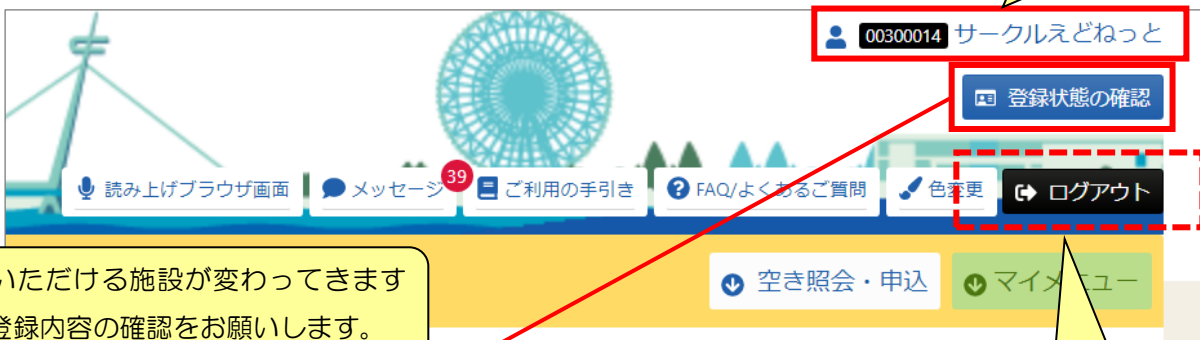 00300014 サークルえどねっと
登録状態の確認
読み上げブラウザ画面 メッセージ 39 ご利用の手引き FAQ/よくあるご質問 色変更 ログアウト
空き照会・申込 マイメニュー
いただける施設が変わってきます
登録内容の確認をお願いします。